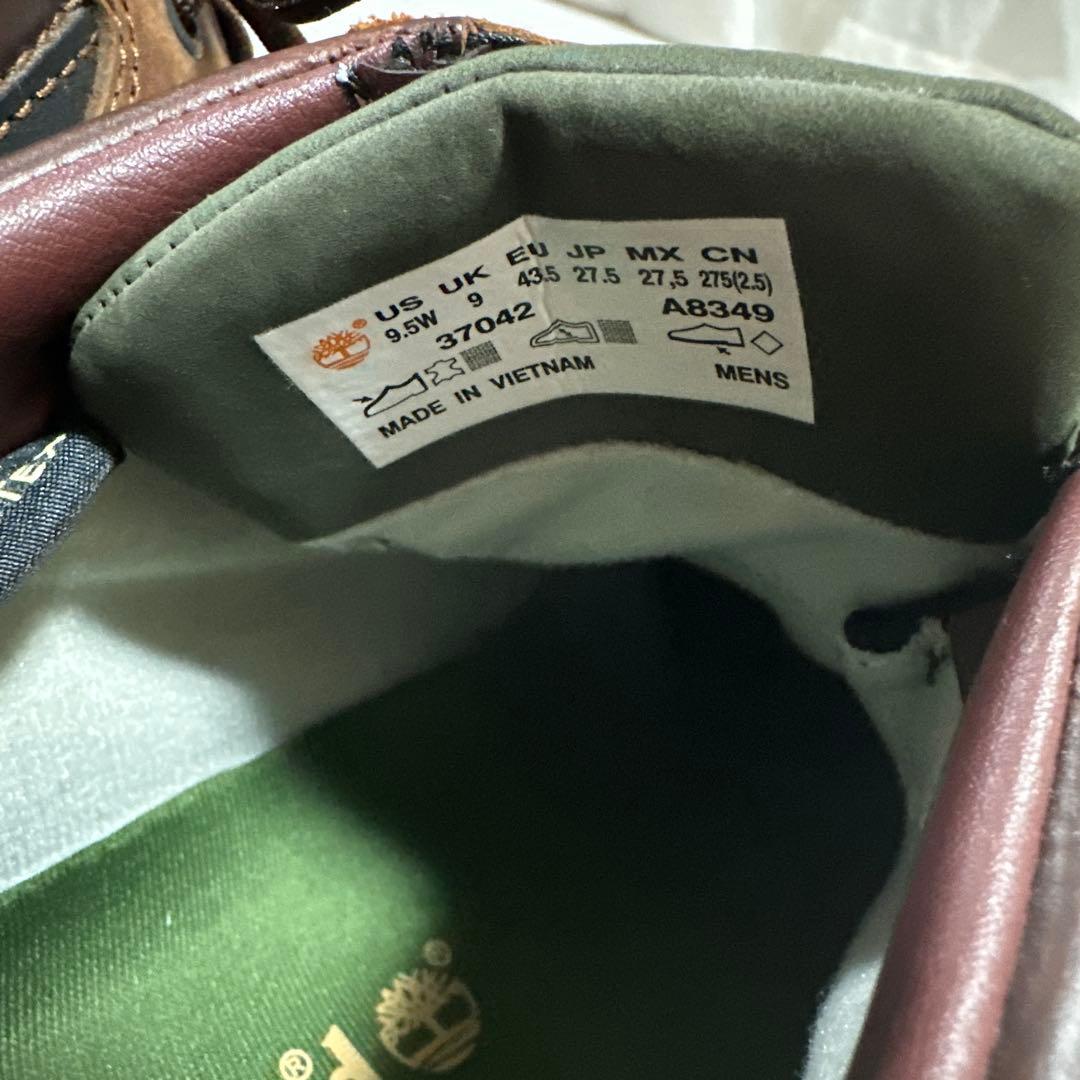 US UK EU JP MX CN
9.5W 9 43.5 27.5 27,5 275(2.5)
37042 A8349
MADE IN VIETNAM MENS
®
®